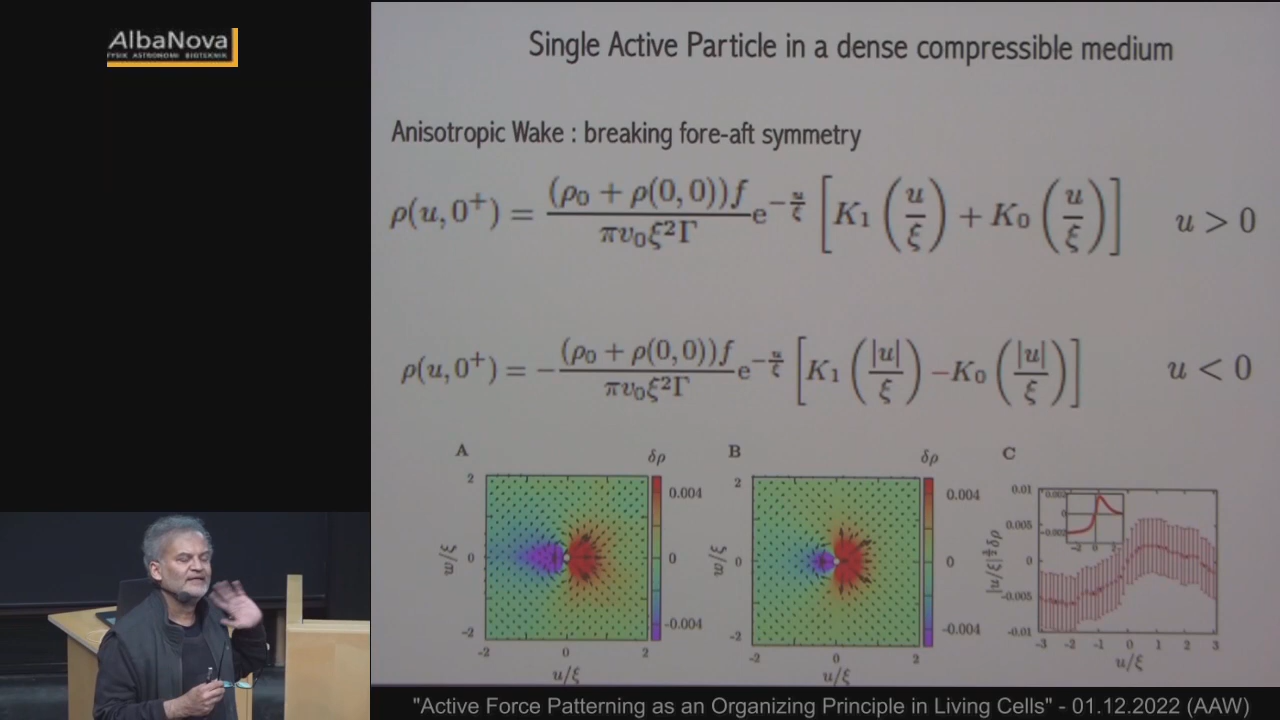 AlbaNova
FYSIK ASTRONOMI BIOTEKNIK
Single Active Particle in a dense compressible medium
Anisotropic Wake : breaking fore-aft symmetry
ρ(u, 0⁺) = (ρ₀ + ρ(0, 0))f / πv₀ξ²Γ e^{-u/ξ} [K₁ (u/ξ) + K₀ (u/ξ)] u > 0
ρ(u, 0⁺) = − (ρ₀ + ρ(0, 0))f / πv₀ξ²Γ e^{-u/ξ} [K₁ (|u|/ξ) −K₀ (|u|/ξ)] u < 0
A
δρ
2
0
-2
w/ξ
-2
0
2
u/ξ
0.004
0
-0.004
B
δρ
2
0
-2
w/ξ
-2
0
2
u/ξ
0.004
0
-0.004
C
0.01
0.005
0
-0.005
-0.01
-3 -2 -1 0 1 2 3
u/ξ
"Active Force Patterning as an Organizing Principle in Living Cells" - 01.12.2022 (AAW)